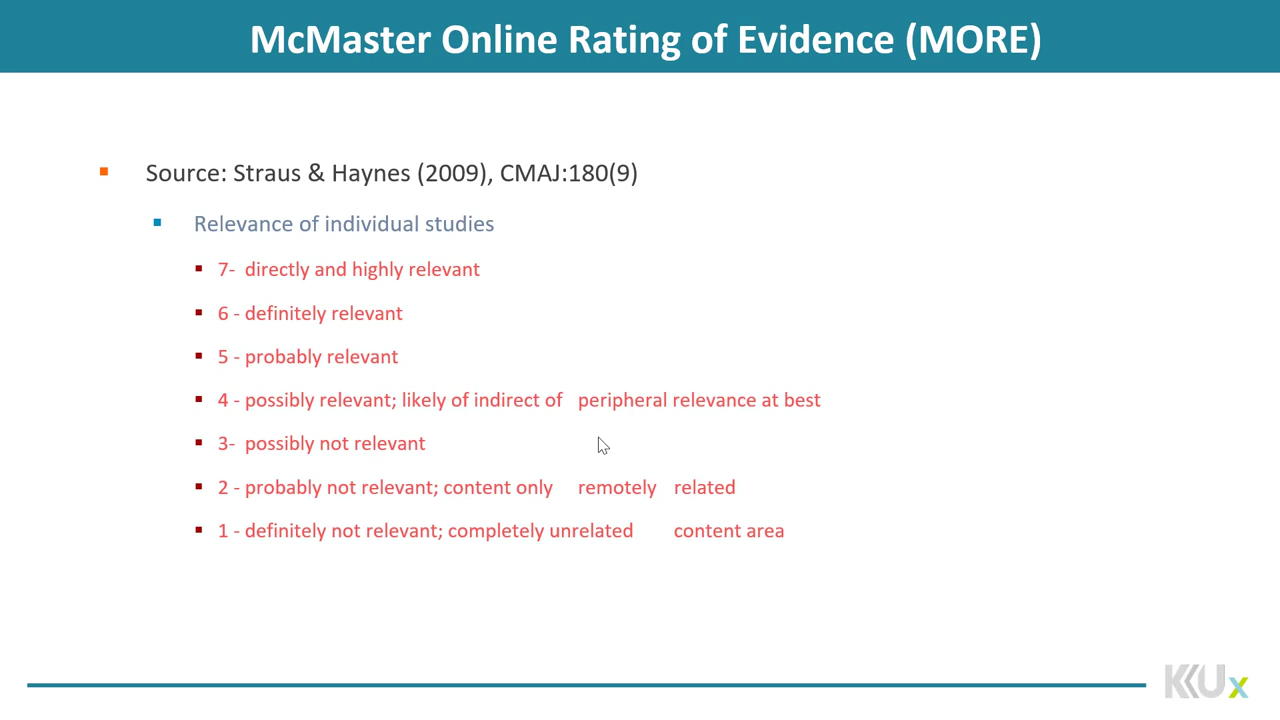 McMaster Online Rating of Evidence (MORE)
Source: Straus & Haynes (2009), CMAJ:180(9)
Relevance of individual studies
7- directly and highly relevant
6 - definitely relevant
5 - probably relevant
4 - possibly relevant; likely of indirect of peripheral relevance at best
3- possibly not relevant
2 - probably not relevant; content only remotely related
1 - definitely not relevant; completely unrelated content area
KKUx